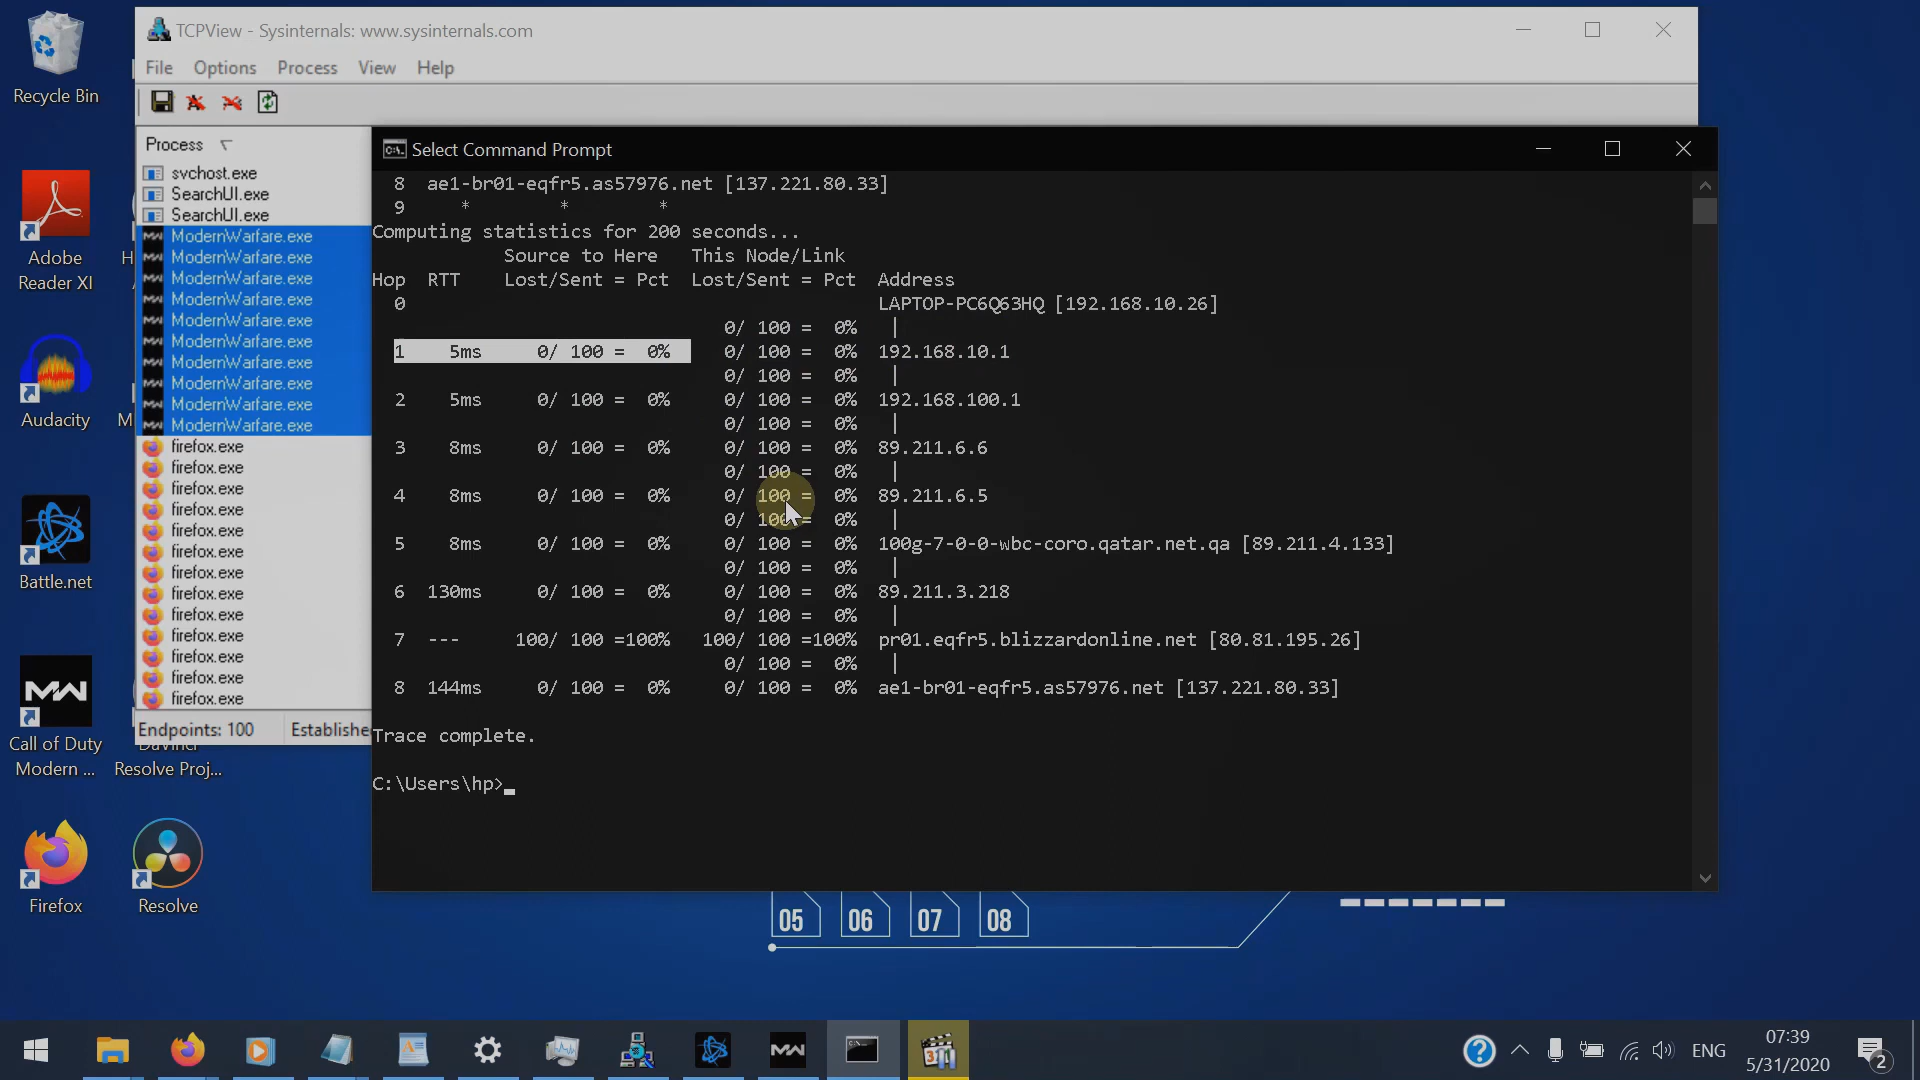 Recycle Bin
Adobe
Reader XI
Audacity
Battle.net
Call of Duty
Modern ...
Resolve Proj...
Firefox
Resolve
TCPView - Sysinternals: www.sysinternals.com
File Options Process View Help
Process
svchost.exe
SearchUI.exe
SearchUI.exe
ModernWarfare.exe
ModernWarfare.exe
ModernWarfare.exe
ModernWarfare.exe
ModernWarfare.exe
ModernWarfare.exe
ModernWarfare.exe
ModernWarfare.exe
ModernWarfare.exe
ModernWarfare.exe
firefox.exe
firefox.exe
firefox.exe
firefox.exe
firefox.exe
firefox.exe
firefox.exe
firefox.exe
firefox.exe
firefox.exe
firefox.exe
firefox.exe
firefox.exe
Endpoints: 100 Establishe
Select Command Prompt
8 ae1-br01-eqfr5.as57976.net [137.221.80.33]
9 * * *
Computing statistics for 200 seconds...
Source to Here This Node/Link
Hop RTT Lost/Sent = Pct Lost/Sent = Pct Address
0 LAPTOP-PC6Q63HQ [192.168.10.26]
0/ 100 = 0% |
1 5ms 0/ 100 = 0% 0/ 100 = 0% 192.168.10.1
0/ 100 = 0% |
2 5ms 0/ 100 = 0% 0/ 100 = 0% 192.168.100.1
0/ 100 = 0% |
3 8ms 0/ 100 = 0% 0/ 100 = 0% 89.211.6.6
0/ 100 = 0% |
4 8ms 0/ 100 = 0% 0/ 100 = 0% 89.211.6.5
0/ 100 = 0% |
5 8ms 0/ 100 = 0% 0/ 100 = 0% 100g-7-0-0-wbc-coro.qatar.net.qa [89.211.4.133]
0/ 100 = 0% |
6 130ms 0/ 100 = 0% 0/ 100 = 0% 89.211.3.218
0/ 100 = 0% |
7 --- 100/ 100 =100% 100/ 100 =100% pr01.eqfr5.blizzardonline.net [80.81.195.26]
0/ 100 = 0% |
8 144ms 0/ 100 = 0% 0/ 100 = 0% ae1-br01-eqfr5.as57976.net [137.221.80.33]
Trace complete.
C:\Users\hp>
05 06 07 08
ENG
07:39
5/31/2020
2